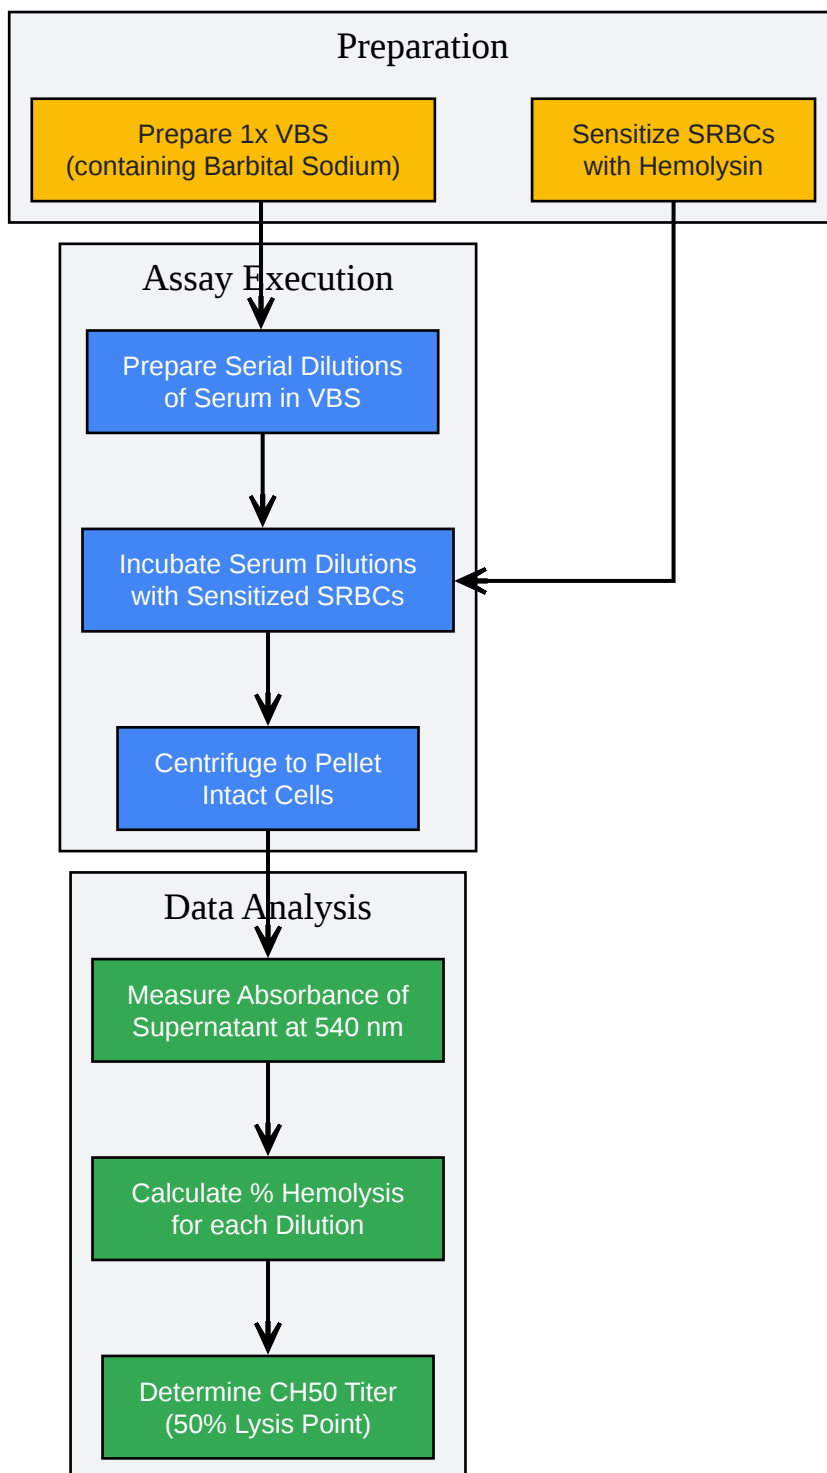 Preparation
Prepare 1x VBS
(containing Barbital Sodium)
Sensitize SRBCs
with Hemolysin
Assay Execution
Prepare Serial Dilutions
of Serum in VBS
Incubate Serum Dilutions
with Sensitized SRBCs
Centrifuge to Pellet
Intact Cells
Data Analysis
Measure Absorbance of
Supernatant at 540 nm
Calculate % Hemolysis
for each Dilution
Determine CH50 Titer
(50% Lysis Point)